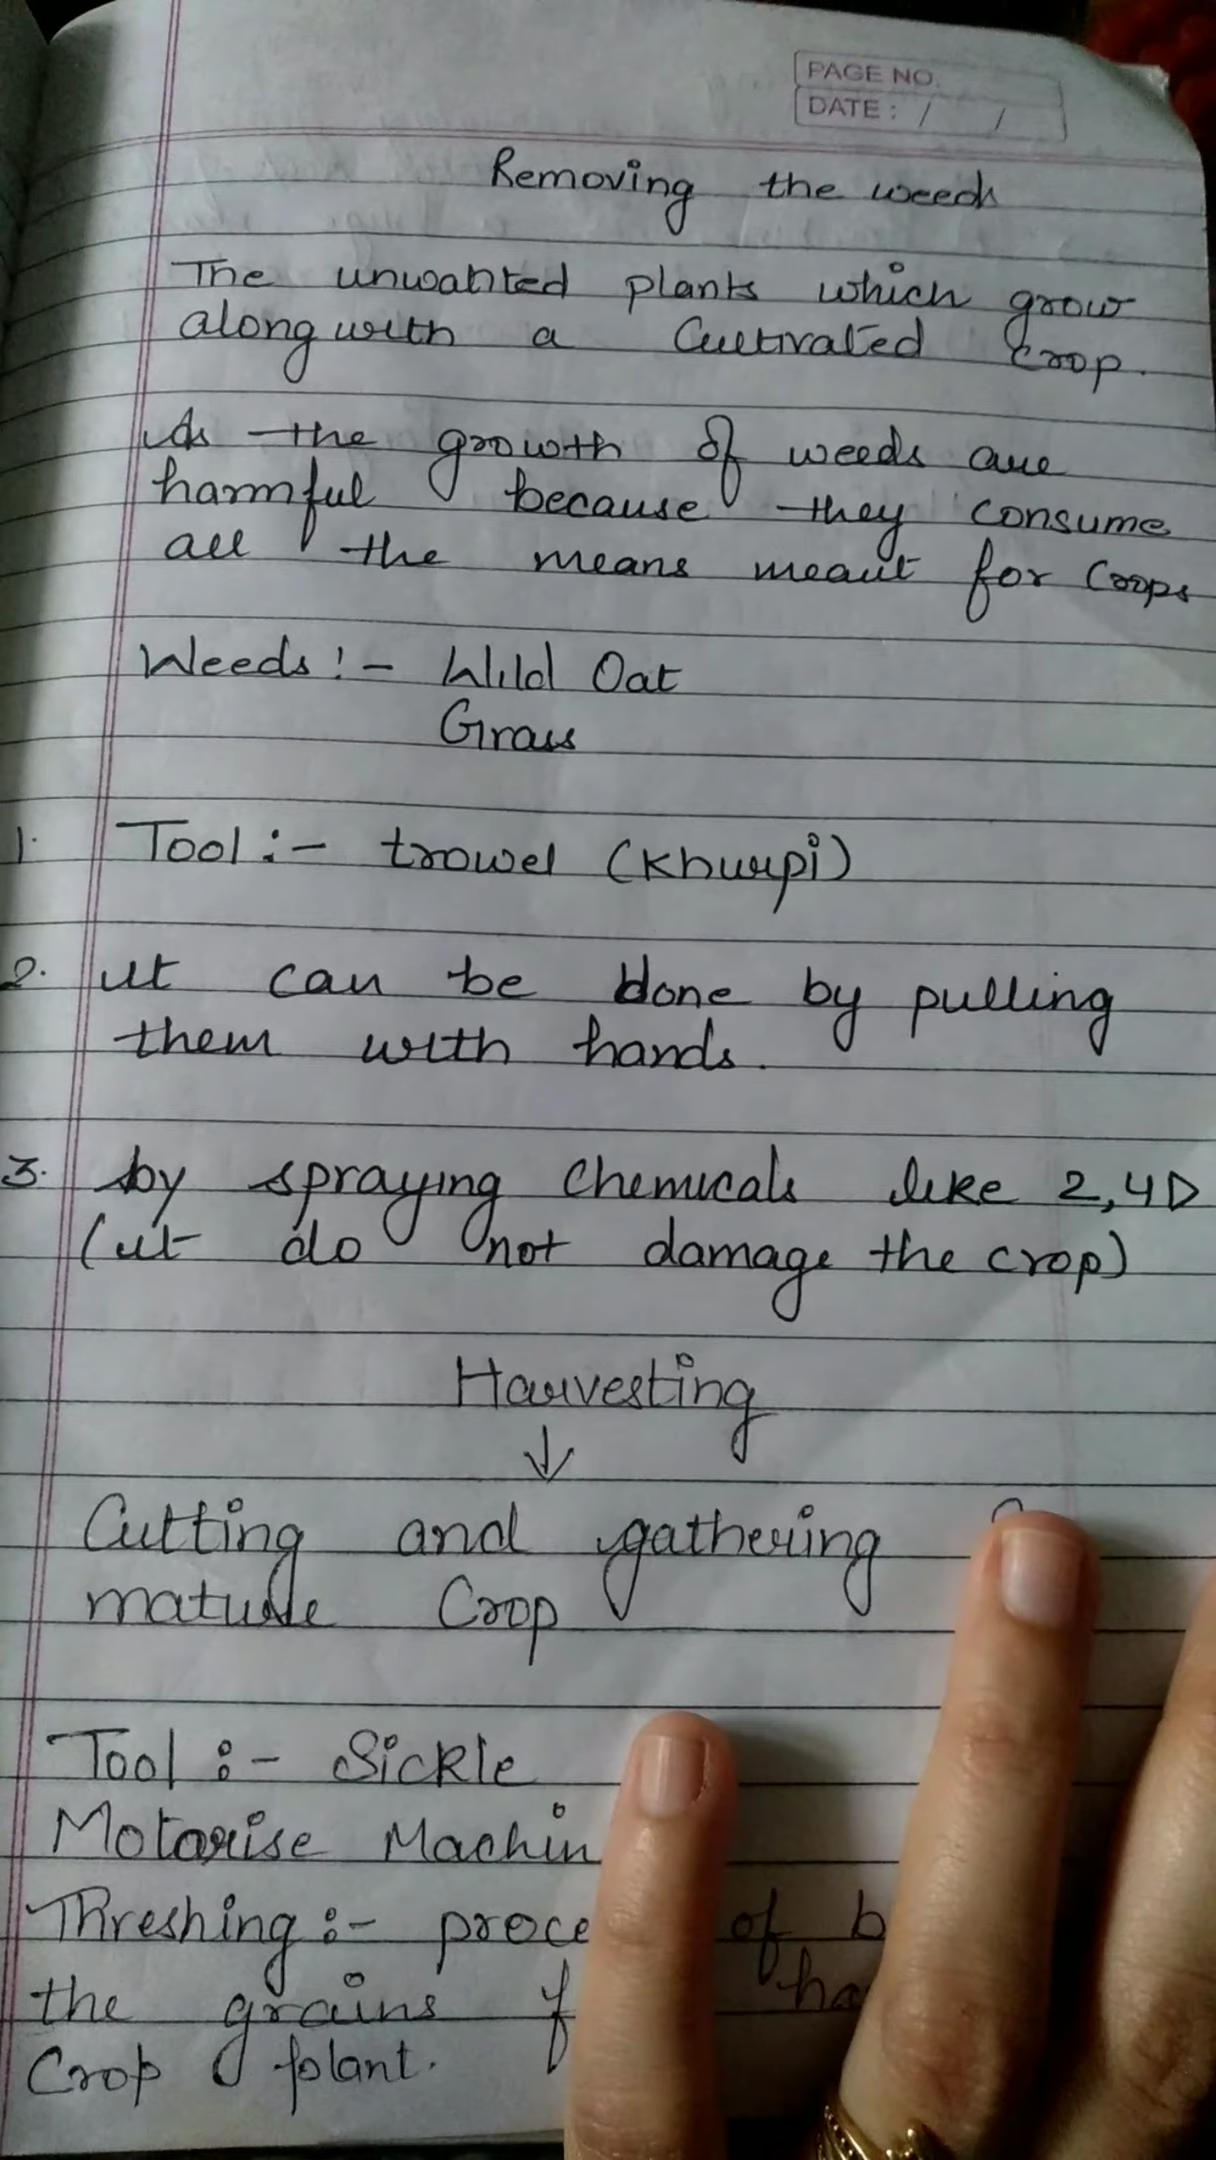 PAGE NO.
DATE: / /
Removing the weeds
The unwanted plants which grow
along with a Cultivated Crop.
As the growth of weeds are
harmful because they consume
all the means meant for Crops
Weeds :- Wild Oat
Grass
1. Tool :- trowel (Khurpi)
2. it can be done by pulling
them with hands.
3. by spraying Chemicals like 2,4D
(it do not damage the crop)
Harvesting
↓
Cutting and gathering
mature Crop
Tool :- Sickle
Motorise Machin
Threshing :- proce of b
the grains f ha
Crop plant.